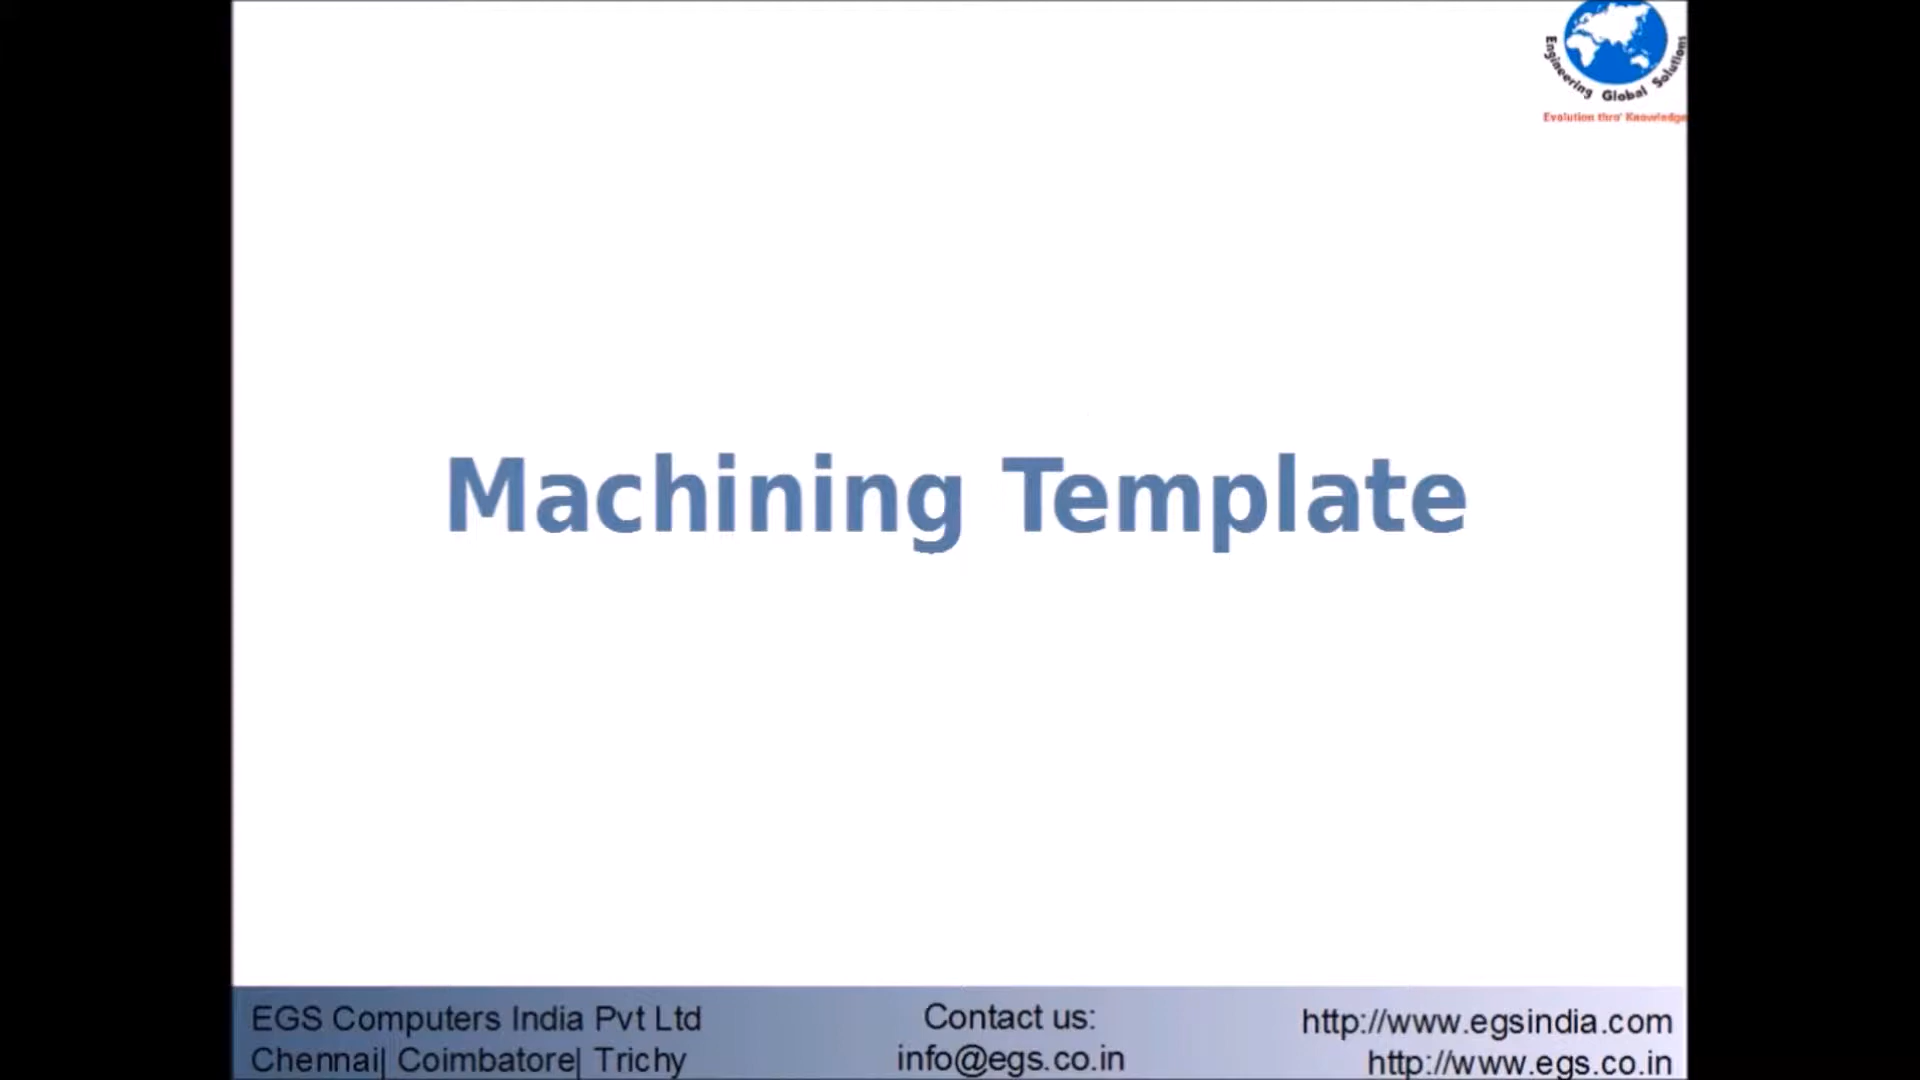 Engineering Global Solutions
Evolution thro' Knowledge
Machining Template
EGS Computers India Pvt Ltd
Chennai| Coimbatore| Trichy
Contact us:
info@egs.co.in
http://www.egsindia.com
http://www.egs.co.in